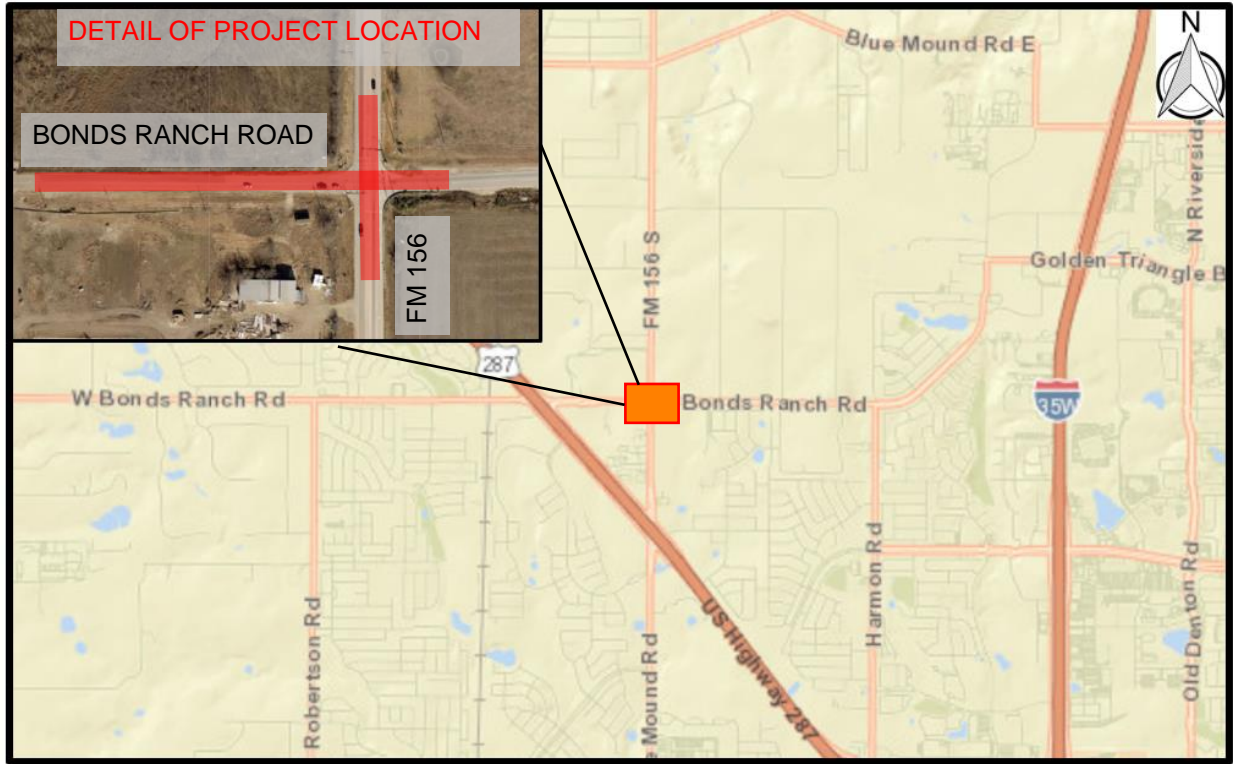 DETAIL OF PROJECT LOCATION
BONDS RANCH ROAD
FM 156
N
Blue Mound Rd E
N Riverside
Golden Triangle B
FM 156 S
287
W Bonds Ranch Rd
Bonds Ranch Rd
35W
Robertson Rd
e Mound Rd
US Highway 287
Harmon Rd
Old Denton Rd